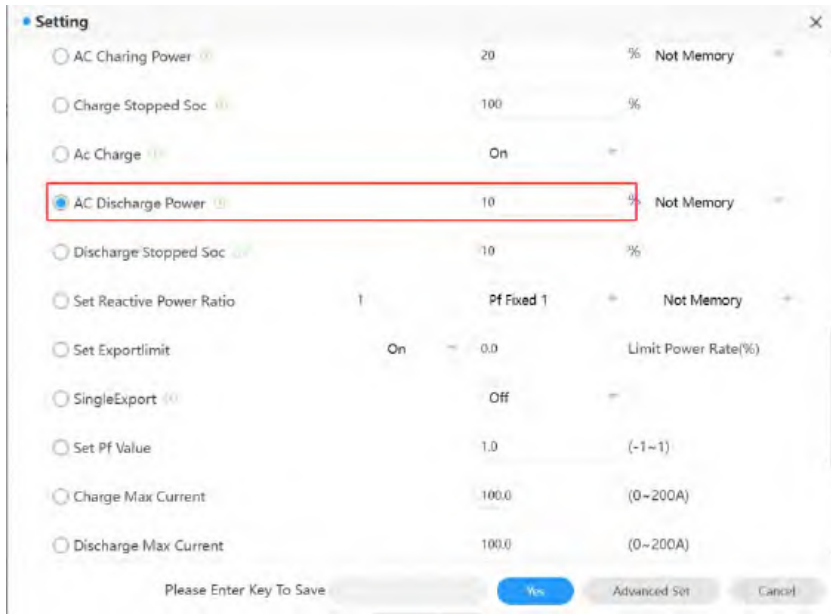 Setting
AC Charing Power 20 % Not Memory
Charge Stopped Soc 100 %
Ac Charge On
AC Discharge Power 10 % Not Memory
Discharge Stopped Soc 10 %
Set Reactive Power Ratio 1 Pf Fixed 1 Not Memory
Set Exportlimit On 0.0 Limit Power Rate(%)
SingleExport Off
Set Pf Value 1.0 (-1~1)
Charge Max Current 100.0 (0~200A)
Discharge Max Current 100.0 (0~200A)
Please Enter Key To Save Yes Advanced Set Cancel